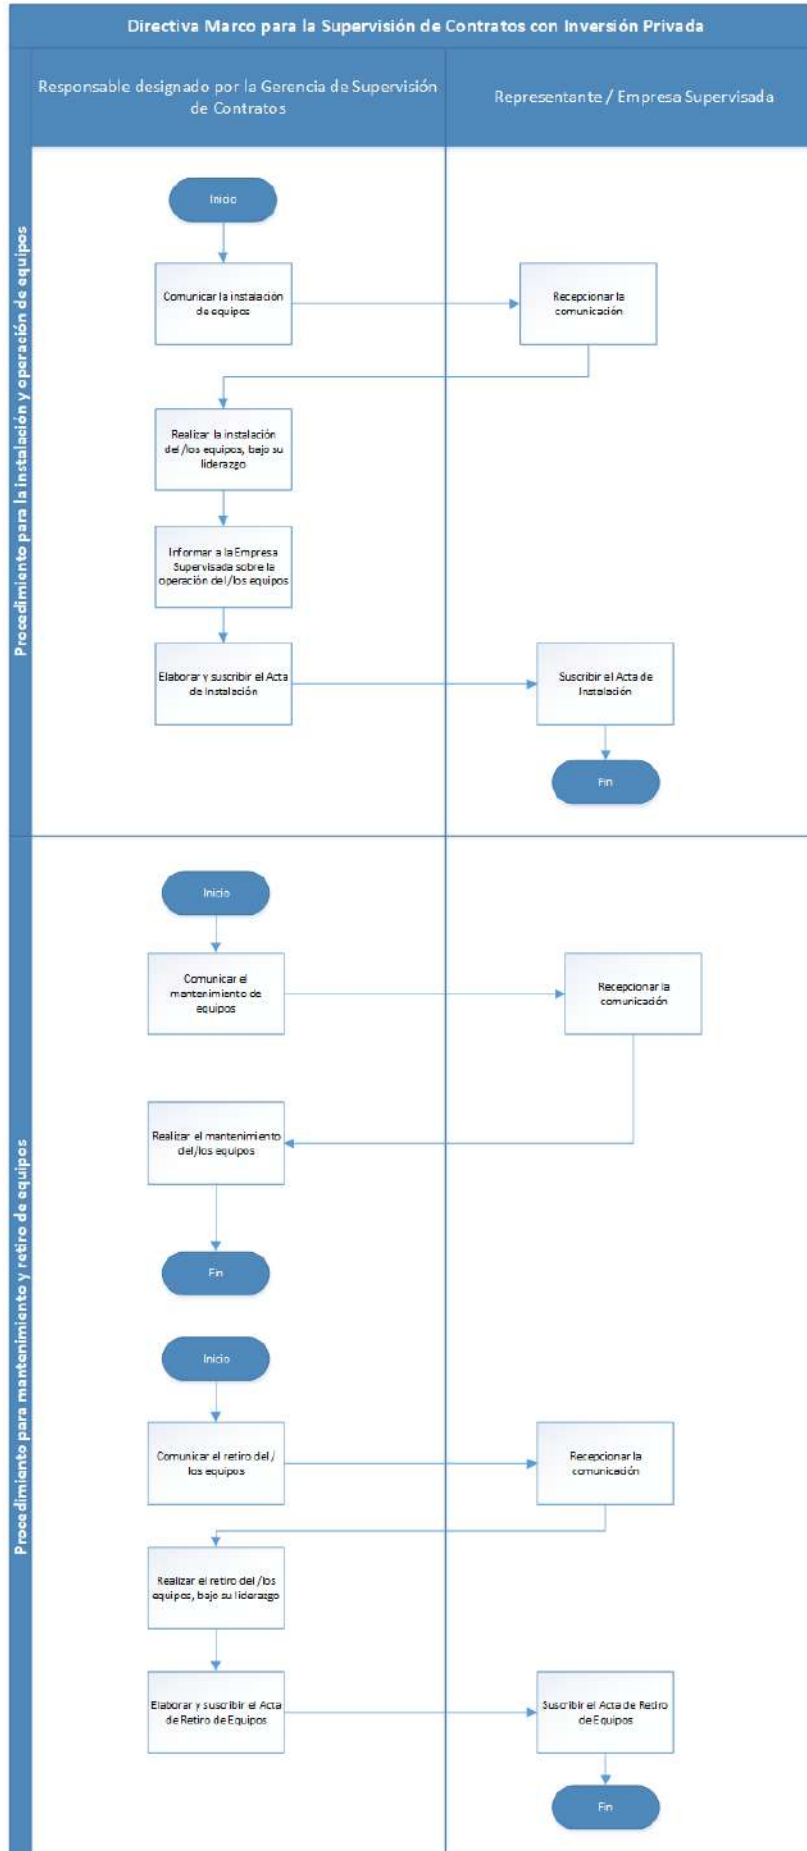 Directiva Marco para la Supervisión de Contratos con Inversión Privada
Responsable designado por la Gerencia de Supervisión
de Contratos
Representante / Empresa Supervisada
Procedimiento para la instalación y operación de equipos
Inicio
Comunicar la instalación
de equipos
Recepcionar la
comunicación
Realizar la instalación
del /los equipos, bajo su
liderazgo
Informar a la Empresa
Supervisada sobre la
operación del /los equipos
Elaborar y suscribir el Acta
de Instalación
Suscribir el Acta de
Instalación
Fin
Procedimiento para mantenimiento y retiro de equipos
Inicio
Comunicar el
mantenimiento de
equipos
Recepcionar la
comunicación
Realizar el mantenimiento
del/los equipos
Fin
Inicio
Comunicar el retiro del /
los equipos
Recepcionar la
comunicación
Realizar el retiro del /los
equipos, bajo su liderazgo
Elaborar y suscribir el Acta
de Retiro de Equipos
Suscribir el Acta de Retiro
de Equipos
Fin